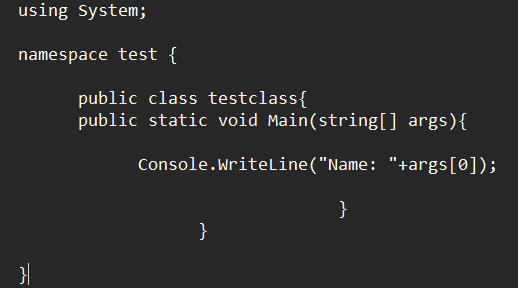 using System;
namespace test {
public class testclass{
public static void Main(string[] args){
Console.WriteLine("Name: "+args[0]);
}
}
}